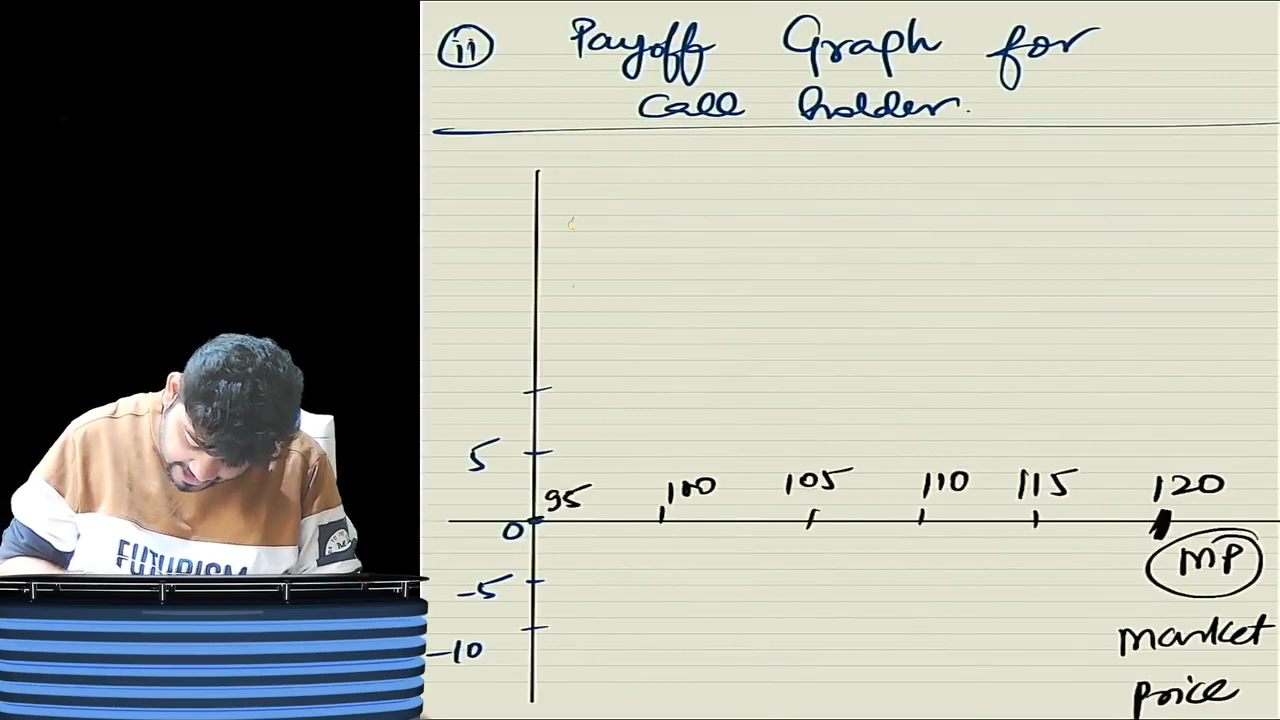 (ii) Payoff Graph for
Call holder.
5
95 100 105 110 115 120
0
MP
-5
market
-10
price
FUTURISM